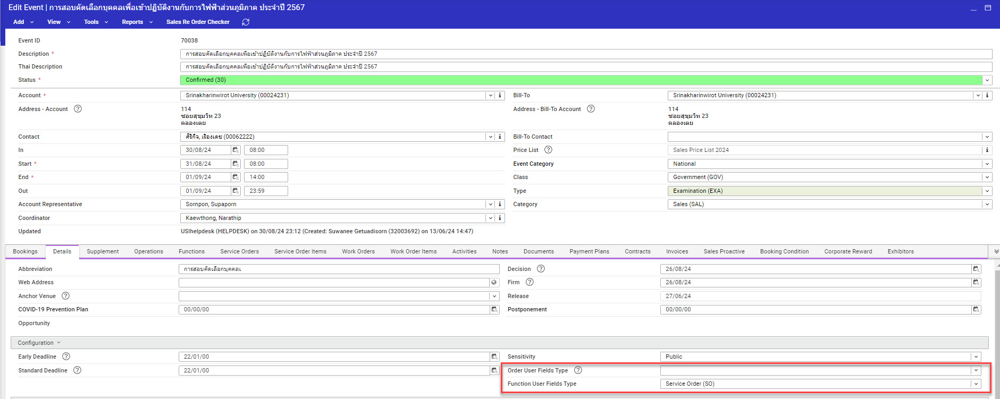 Edit Event | การสอบคัดเลือกบุคคลเพื่อเข้าปฏิบัติงานกับการไฟฟ้าส่วนภูมิภาค ประจำปี 2567
Add View Tools Reports Sales Re Order Checker
Event ID 70038
Description * การสอบคัดเลือกบุคคลเพื่อเข้าปฏิบัติงานกับการไฟฟ้าส่วนภูมิภาค ประจำปี 2567
Thai Description การสอบคัดเลือกบุคคลเพื่อเข้าปฏิบัติงานกับการไฟฟ้าส่วนภูมิภาค ประจำปี 2567
Status * Confirmed (30)
Account * Srinakharinwirot University (00024231) Bill-To Srinakharinwirot University (00024231)
Address - Account ? 114 Address - Bill-To Account ? 114
ซอยสุขุมวิท 23 ซอยสุขุมวิท 23
คลองเตย คลองเตย
Contact ศิริกิจ, เรืองเดช (00062222) Bill-To Contact
In 30/08/24 08:00 Price List ? Sales Price List 2024
Start * 31/08/24 08:00 Event Category National
End * 01/09/24 14:00 Class Government (GOV)
Out 01/09/24 23:59 Type Examination (EXA)
Account Representative Sornpon, Supaporn Category Sales (SAL)
Coordinator Kaewthong, Narathip
Updated USIhelpdesk (HELPDESK) on 30/08/24 23:12 (Created: Suwanee Getuadisorn (32003692) on 13/06/24 14:47)
Bookings Details Supplement Operations Functions Service Orders Service Order Items Work Orders Work Order Items Activities Notes Documents Payment Plans Contracts Invoices Sales Proactive Booking Condition Corporate Reward Exhibitors
Abbreviation การสอบคัดเลือกบุคคลเ Decision ? 26/08/24
Web Address Firm ? 26/08/24
Anchor Venue ? Release 27/06/24
COVID-19 Prevention Plan 00/00/00 Postponement 00/00/00
Opportunity
Configuration
Early Deadline ? 22/01/00 Sensitivity Public
Standard Deadline ? 22/01/00 Order User Fields Type ?
Function User Fields Type Service Order (SO)